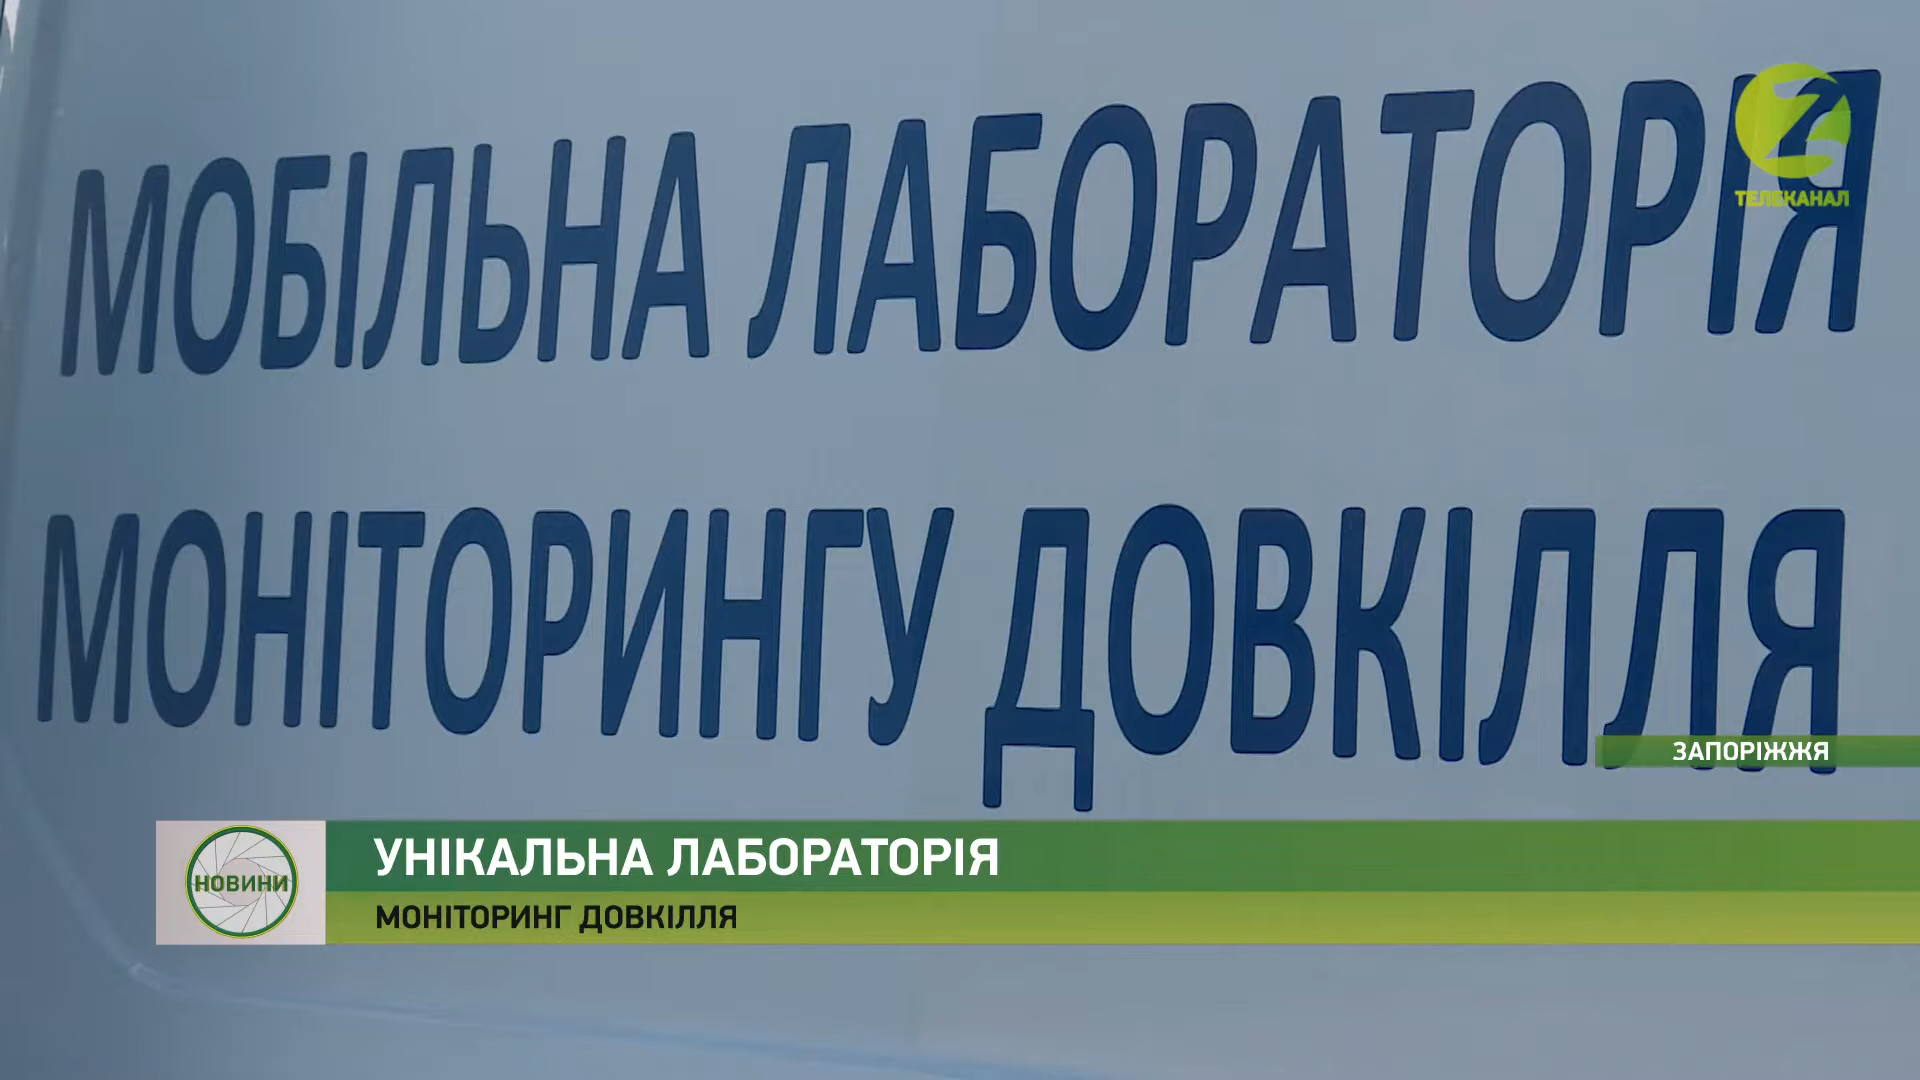 МОБІЛЬНА ЛАБОРАТОРІЯ
ТЕЛЕКАНАЛ
МОНІТОРИНГУ ДОВКІЛЛЯ
ЗАПОРІЖЖЯ
НОВИНИ
УНІКАЛЬНА ЛАБОРАТОРІЯ
МОНІТОРИНГ ДОВКІЛЛЯ